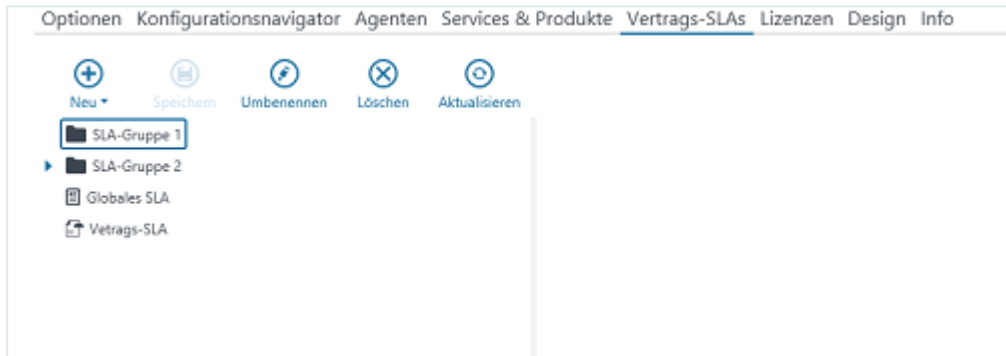 Optionen Konfigurationsnavigator Agenten Services & Produkte Vertrags-SLAs Lizenzen Design Info
Neu Speichern Umbenennen Löschen Aktualisieren
SLA-Gruppe 1
SLA-Gruppe 2
Globales SLA
Vetrags-SLA